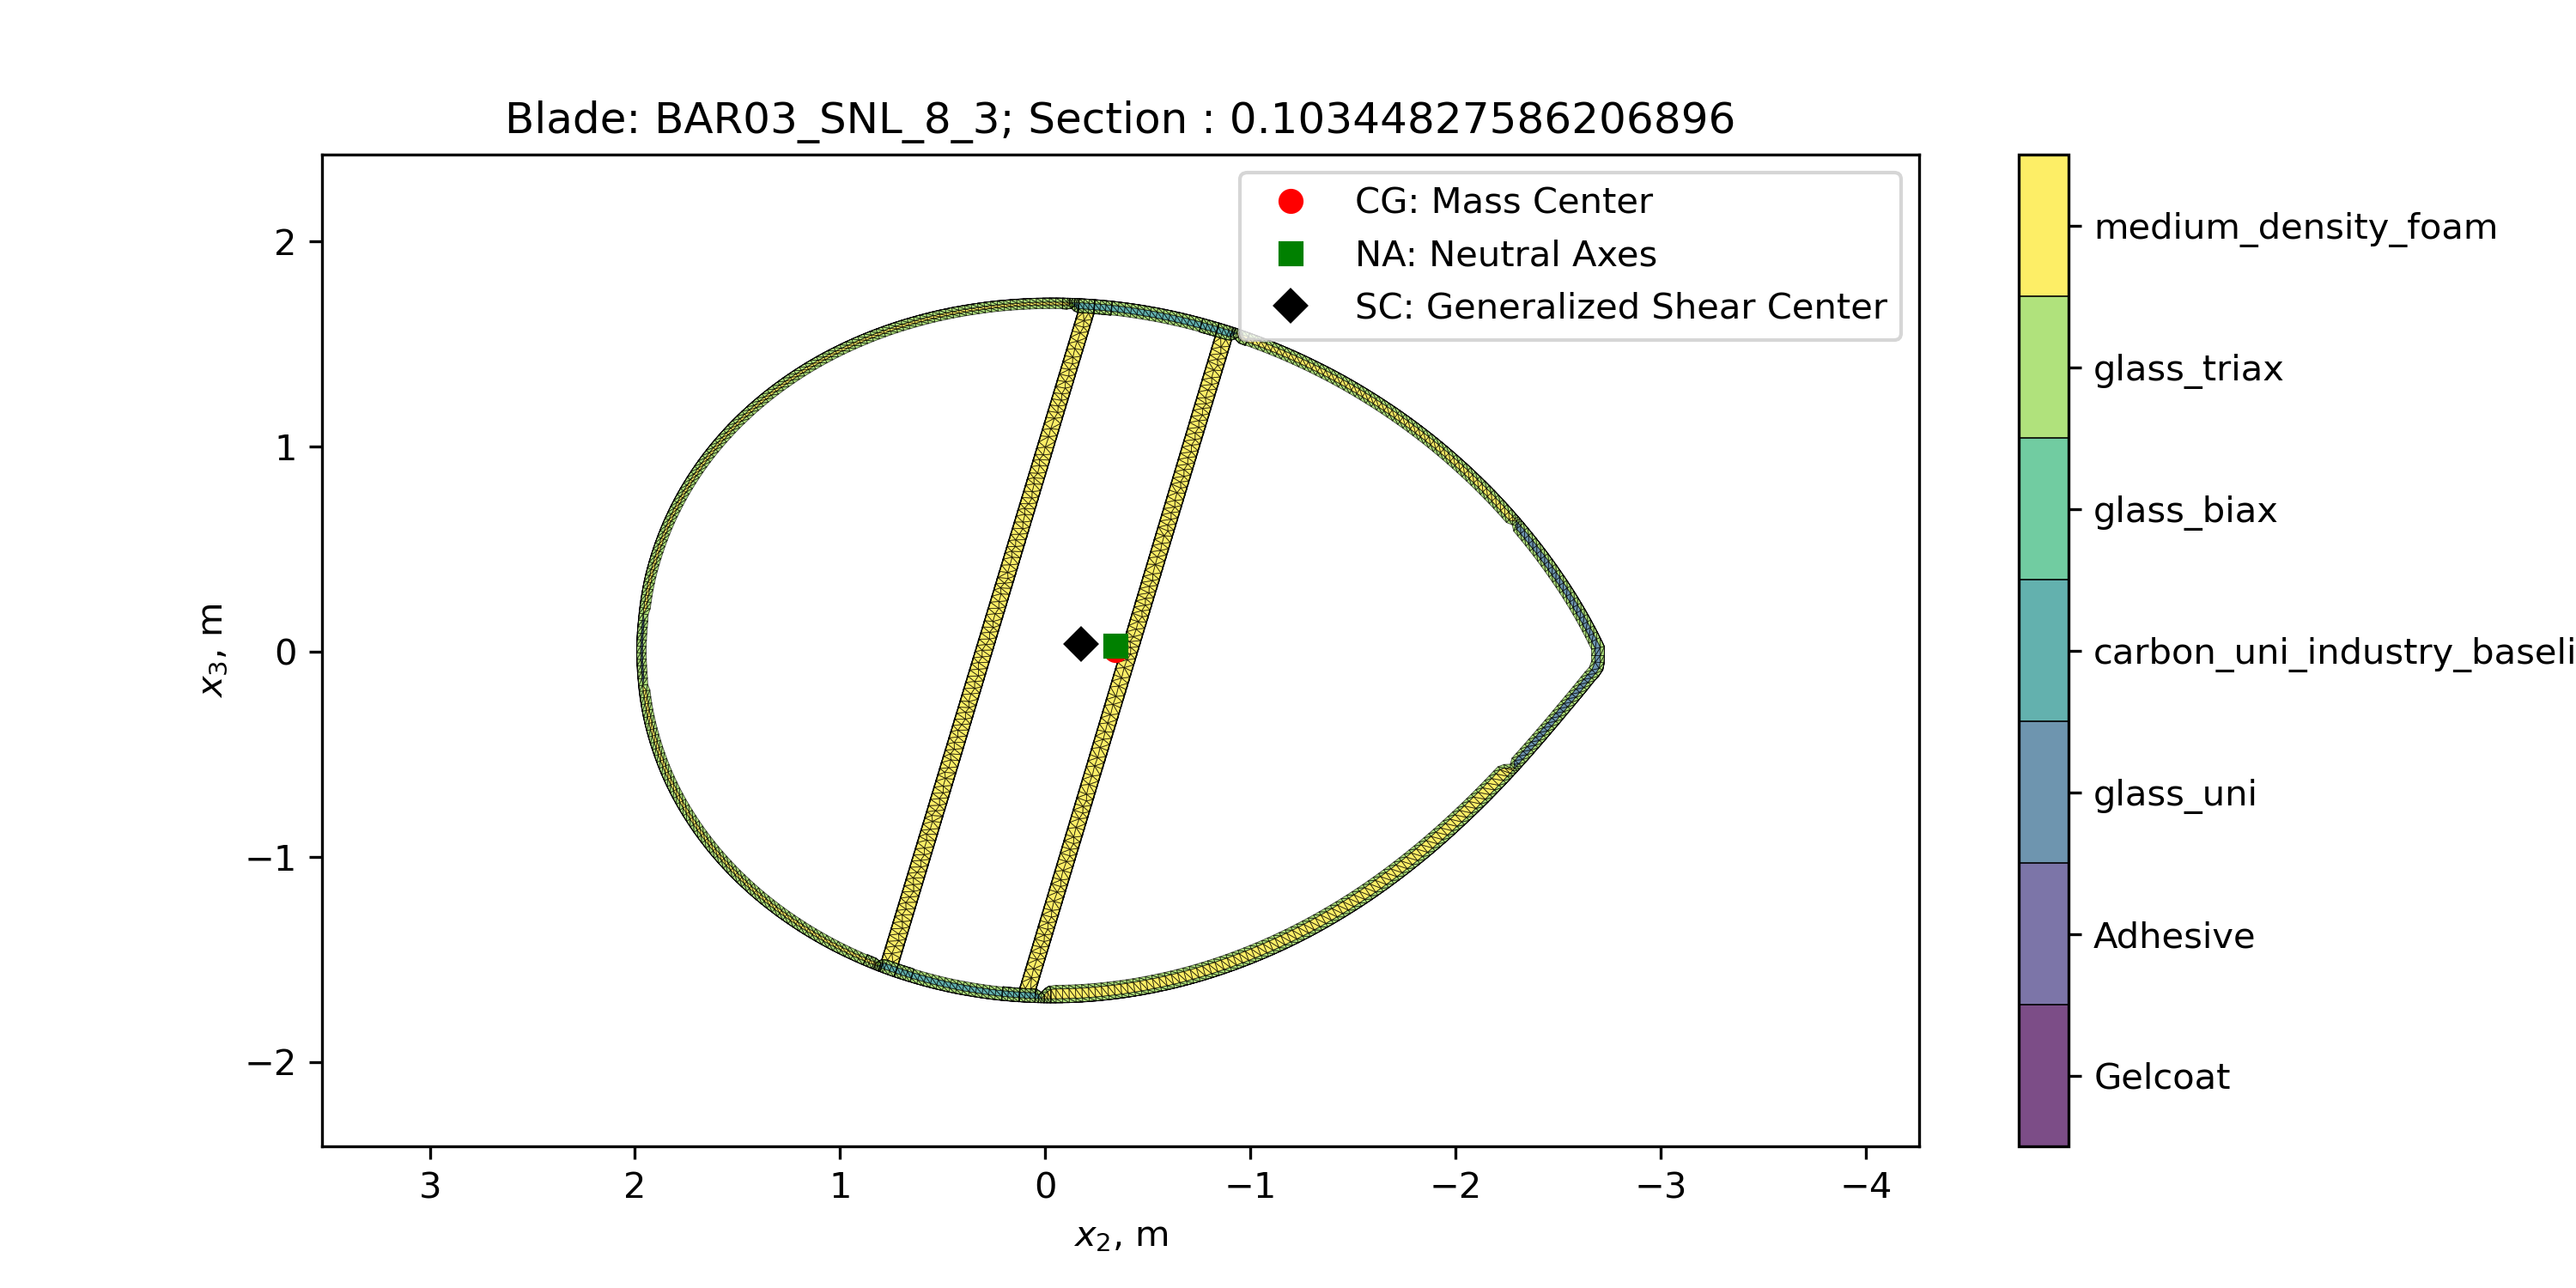 Blade: BAR03_SNL_8_3; Section : 0.10344827586206896
CG: Mass Center
NA: Neutral Axes
SC: Generalized Shear Center
2
1
0
−1
−2
x3, m
3
2
1
0
−1
−2
−3
−4
x2, m
medium_density_foam
glass_triax
glass_biax
carbon_uni_industry_baseli
glass_uni
Adhesive
Gelcoat